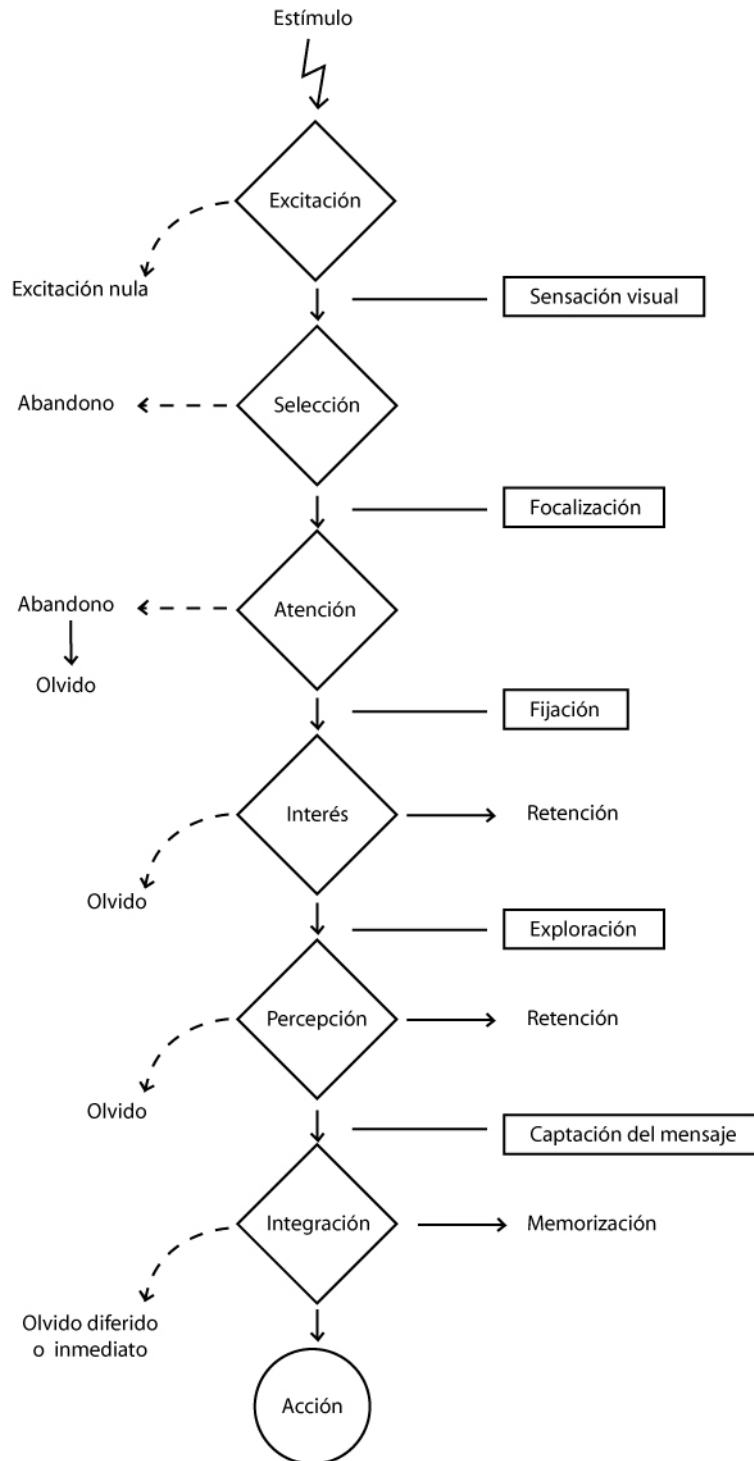 Estímulo
Excitación
Excitación nula
Sensación visual
Abandono
Selección
Focalización
Abandono
Atención
Olvido
Fijación
Interés
Retención
Olvido
Exploración
Percepción
Retención
Olvido
Captación del mensaje
Integración
Memorización
Olvido diferido
o inmediato
Acción